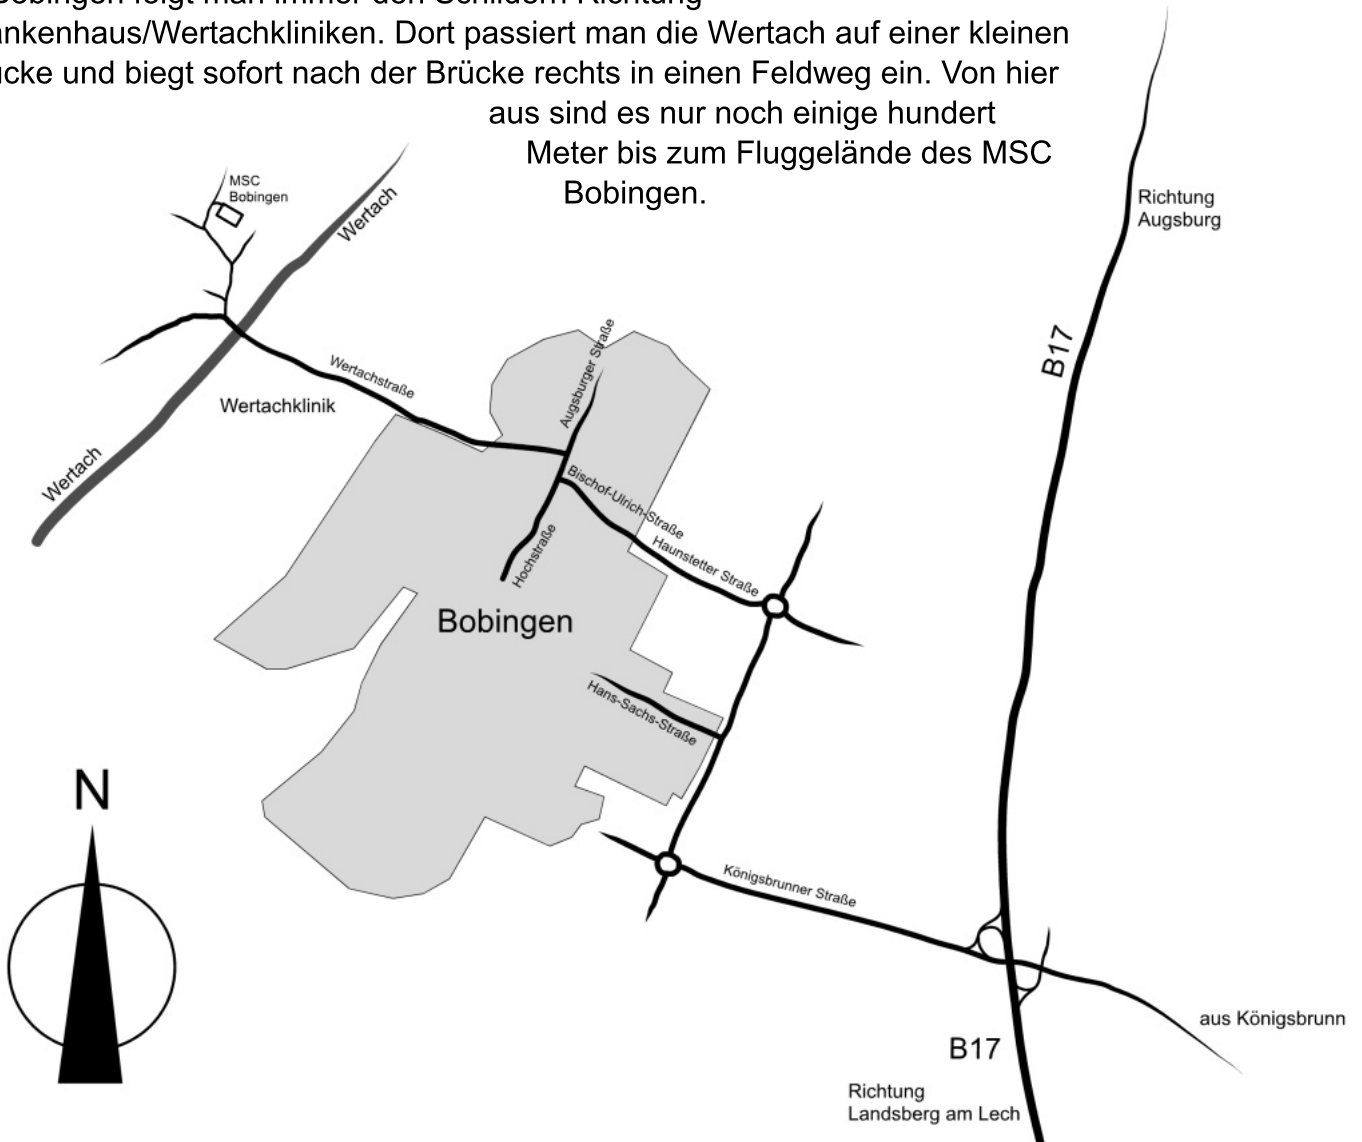 Bobingen folgt man immer den Schildern Richtung
ankenhaus/Wertachkliniken. Dort passiert man die Wertach auf einer kleinen
ücke und biegt sofort nach der Brücke rechts in einen Feldweg ein. Von hier
aus sind es nur noch einige hundert
Meter bis zum Fluggelände des MSC
Bobingen.
MSC
Bobingen
Wertach
Richtung
Augsburg
B17
Augsburger Straße
Wertachstraße
Wertachklinik
Wertach
Bischof-Ulrich-Straße
Haunstetter Straße
Hochstraße
Bobingen
Hans-Sachs-Straße
N
Königsbrunner Straße
aus Königsbrunn
B17
Richtung
Landsberg am Lech